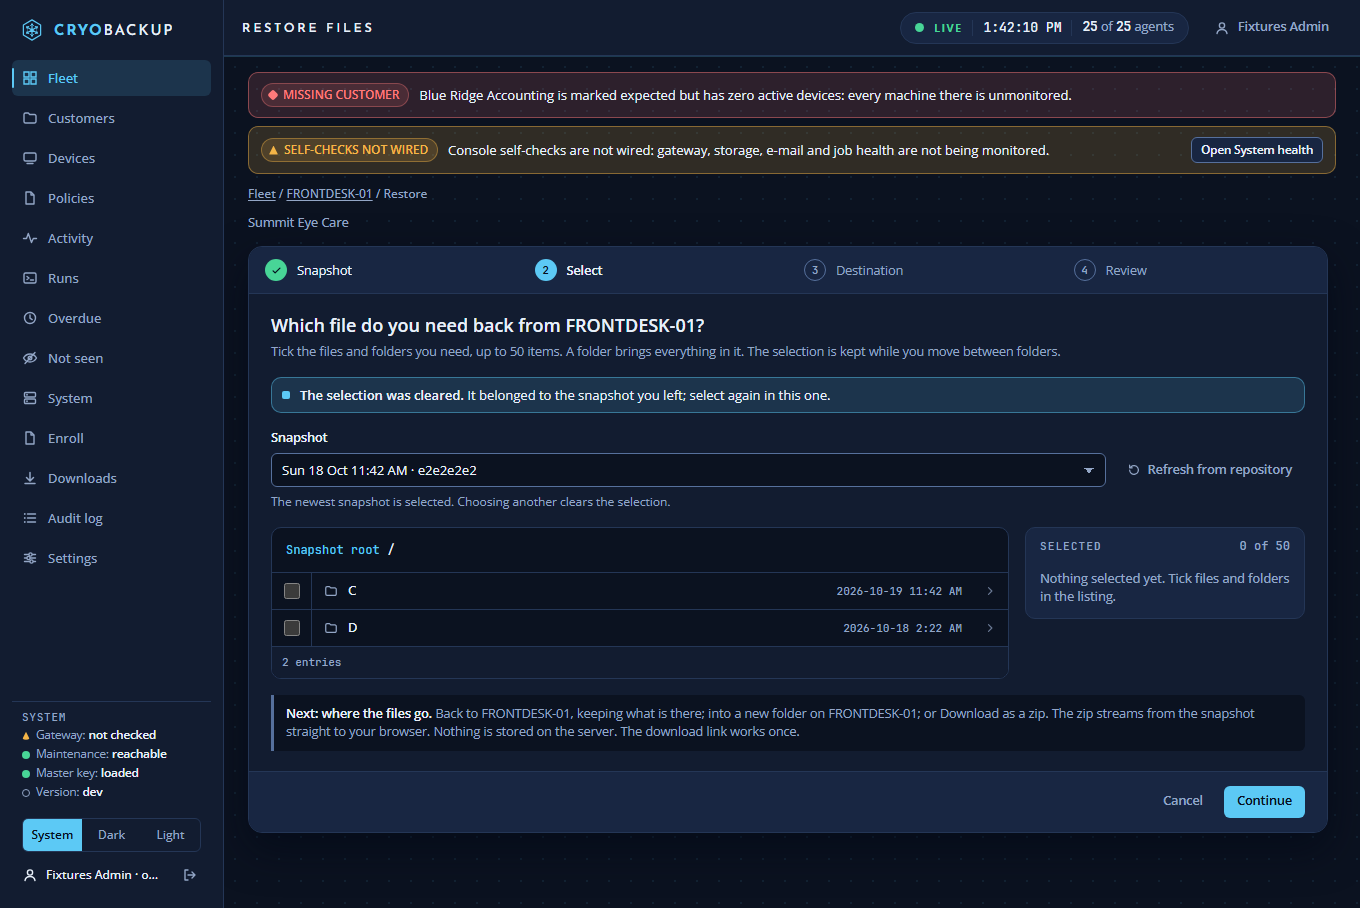 CRYOBACKUP
RESTORE FILES
LIVE
1:42:10 PM
25 of 25 agents
Fixtures Admin
Fleet
Customers
Devices
Policies
Activity
Runs
Overdue
Not seen
System
Enroll
Downloads
Audit log
Settings
SYSTEM
Gateway: not checked
Maintenance: reachable
Master key: loaded
Version: dev
System
Dark
Light
Fixtures Admin · o...
MISSING CUSTOMER
Blue Ridge Accounting is marked expected but has zero active devices: every machine there is unmonitored.
SELF-CHECKS NOT WIRED
Console self-checks are not wired: gateway, storage, e-mail and job health are not being monitored.
Open System health
Fleet / FRONTDESK-01 / Restore
Summit Eye Care
Snapshot
2 Select
3 Destination
4 Review
Which file do you need back from FRONTDESK-01?
Tick the files and folders you need, up to 50 items. A folder brings everything in it. The selection is kept while you move between folders.
The selection was cleared. It belonged to the snapshot you left; select again in this one.
Snapshot
Sun 18 Oct 11:42 AM · e2e2e2e2
Refresh from repository
The newest snapshot is selected. Choosing another clears the selection.
Snapshot root /
C
2026-10-19 11:42 AM
D
2026-10-18 2:22 AM
2 entries
SELECTED
0 of 50
Nothing selected yet. Tick files and folders
in the listing.
Next: where the files go. Back to FRONTDESK-01, keeping what is there; into a new folder on FRONTDESK-01; or Download as a zip. The zip streams from the snapshot
straight to your browser. Nothing is stored on the server. The download link works once.
Cancel
Continue